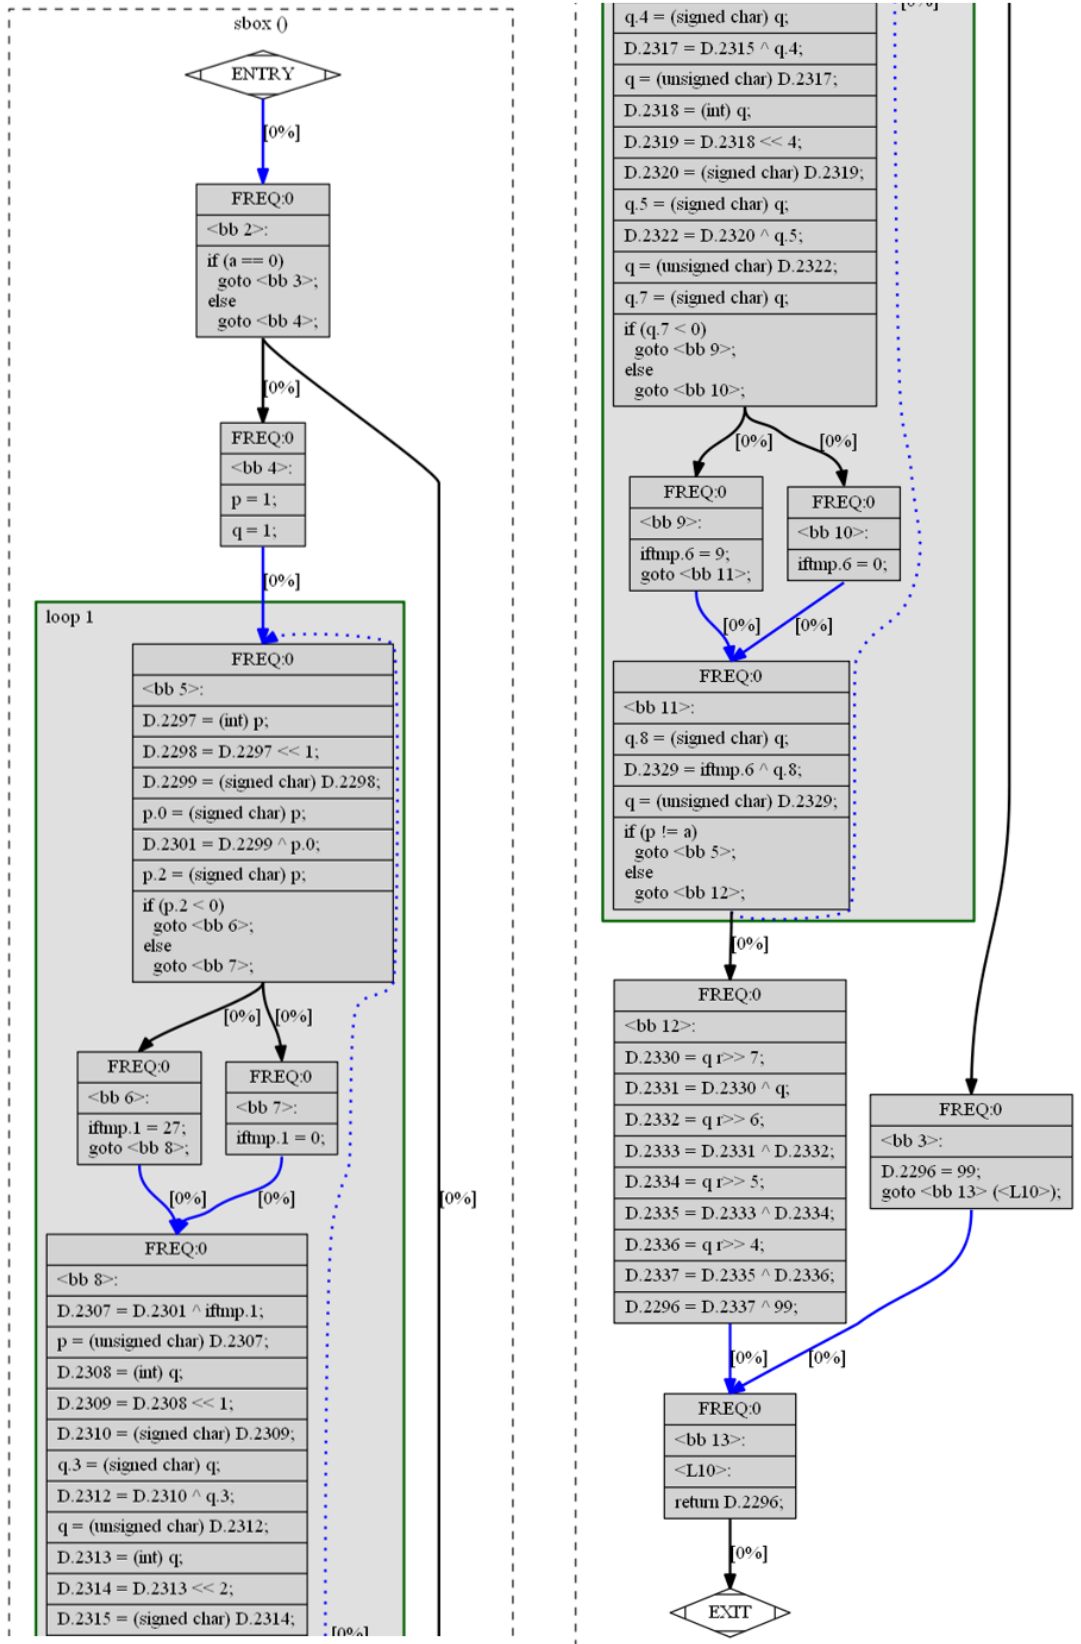 sbox ()
ENTRY
[0%]
FREQ:0
<bb 2>:
if (a == 0)
goto <bb 3>;
else
goto <bb 4>;
[0%]
FREQ:0
<bb 4>:
p = 1;
q = 1;
[0%]
loop 1
FREQ:0
<bb 5>:
D.2297 = (int) p;
D.2298 = D.2297 << 1;
D.2299 = (signed char) D.2298;
p.0 = (signed char) p;
D.2301 = D.2299 ^ p.0;
p.2 = (signed char) p;
if (p.2 < 0)
goto <bb 6>;
else
goto <bb 7>;
[0%] [0%]
FREQ:0
<bb 6>:
iftmp.1 = 27;
goto <bb 8>;
FREQ:0
<bb 7>:
iftmp.1 = 0;
[0%] [0%]
[0%]
FREQ:0
<bb 8>:
D.2307 = D.2301 ^ iftmp.1;
p = (unsigned char) D.2307;
D.2308 = (int) q;
D.2309 = D.2308 << 1;
D.2310 = (signed char) D.2309;
q.3 = (signed char) q;
D.2312 = D.2310 ^ q.3;
q = (unsigned char) D.2312;
D.2313 = (int) q;
D.2314 = D.2313 << 2;
D.2315 = (signed char) D.2314;
[0%]
[0%]
q.4 = (signed char) q;
D.2317 = D.2315 ^ q.4;
q = (unsigned char) D.2317;
D.2318 = (int) q;
D.2319 = D.2318 << 4;
D.2320 = (signed char) D.2319;
q.5 = (signed char) q;
D.2322 = D.2320 ^ q.5;
q = (unsigned char) D.2322;
q.7 = (signed char) q;
if (q.7 < 0)
goto <bb 9>;
else
goto <bb 10>;
[0%] [0%]
FREQ:0
<bb 9>:
iftmp.6 = 9;
goto <bb 11>;
FREQ:0
<bb 10>:
iftmp.6 = 0;
[0%] [0%]
FREQ:0
<bb 11>:
q.8 = (signed char) q;
D.2329 = iftmp.6 ^ q.8;
q = (unsigned char) D.2329;
if (p != a)
goto <bb 5>;
else
goto <bb 12>;
[0%]
FREQ:0
<bb 12>:
D.2330 = q r>> 7;
D.2331 = D.2330 ^ q;
D.2332 = q r>> 6;
D.2333 = D.2331 ^ D.2332;
D.2334 = q r>> 5;
D.2335 = D.2333 ^ D.2334;
D.2336 = q r>> 4;
D.2337 = D.2335 ^ D.2336;
D.2296 = D.2337 ^ 99;
FREQ:0
<bb 3>:
D.2296 = 99;
goto <bb 13> (<L10>);
[0%] [0%]
FREQ:0
<bb 13>:
<L10>:
return D.2296;
[0%]
EXIT